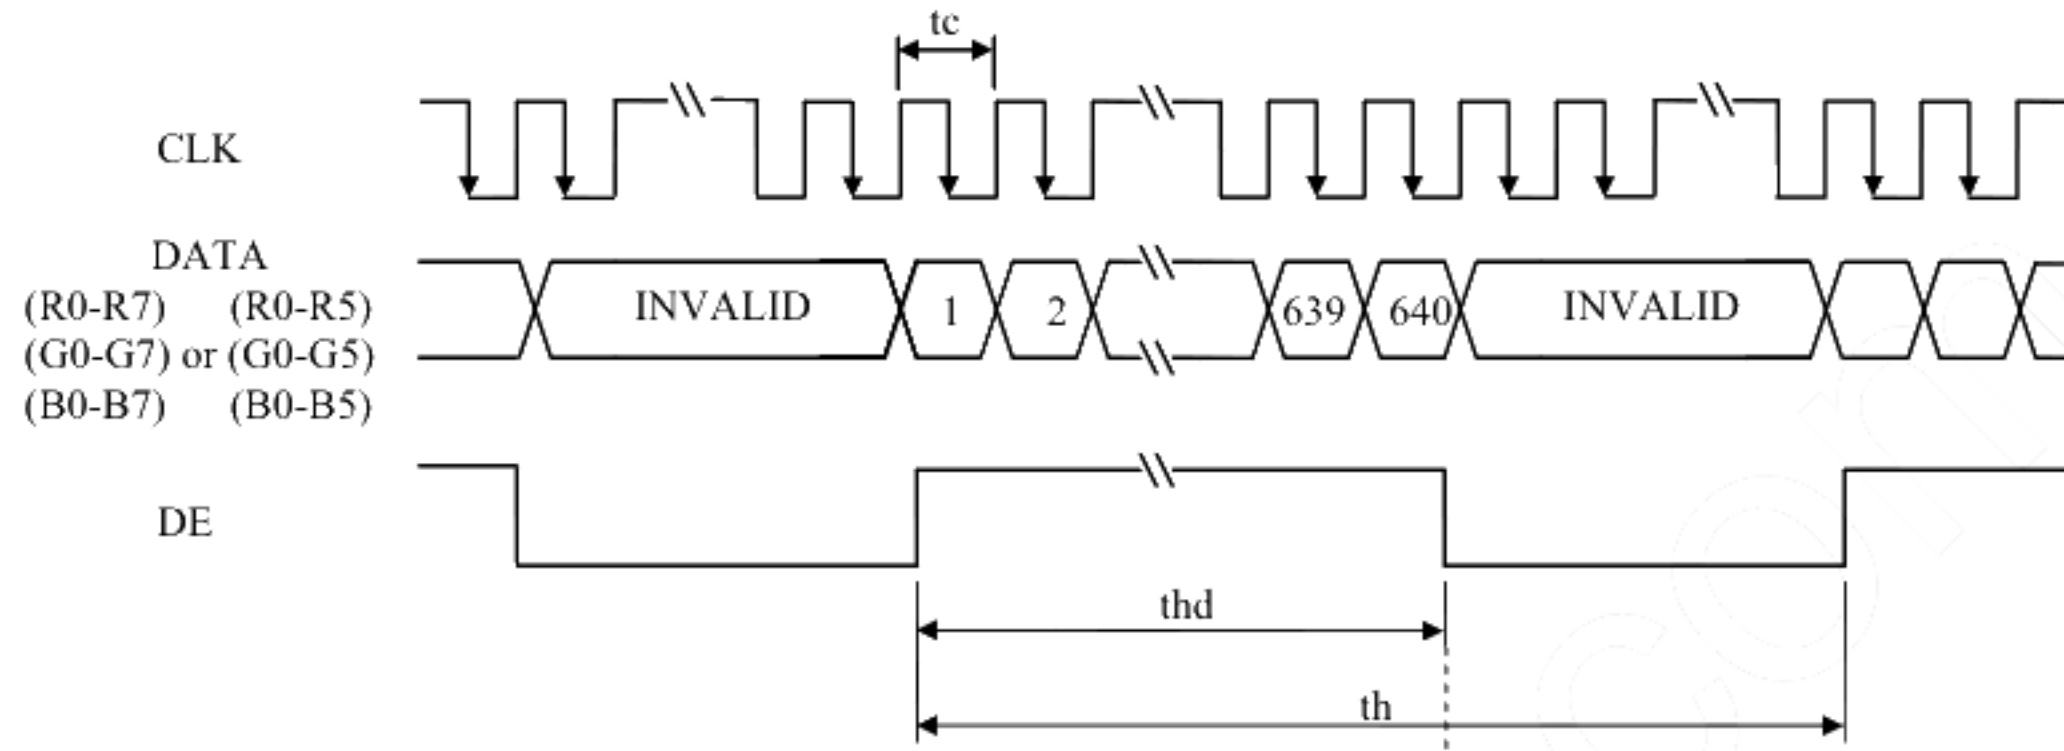 tc
CLK
DATA
(R0-R7) (R0-R5)
(G0-G7) or (G0-G5)
(B0-B7) (B0-B5)
INVALID 1 2 639 640 INVALID
DE
thd
th